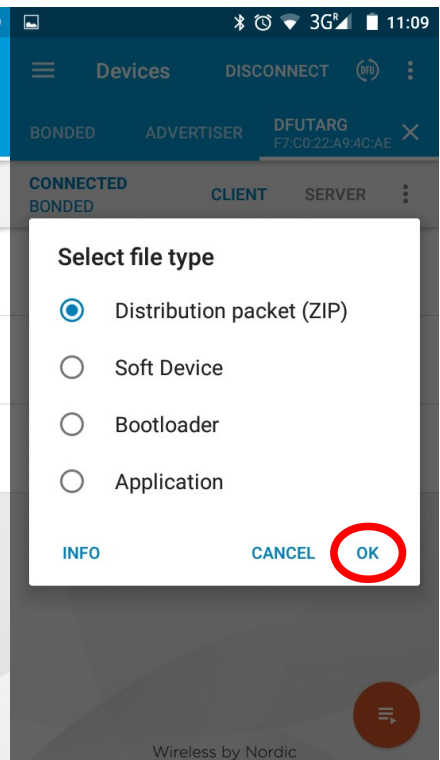 3G R 11:09
Devices DISCONNECT DFU
BONDED ADVERTISER DFUTARG
F7:C0:22:A9:4C:AE
CONNECTED CLIENT SERVER
BONDED
Select file type
Distribution packet (ZIP)
Soft Device
Bootloader
Application
INFO CANCEL OK
Wireless by Nordic